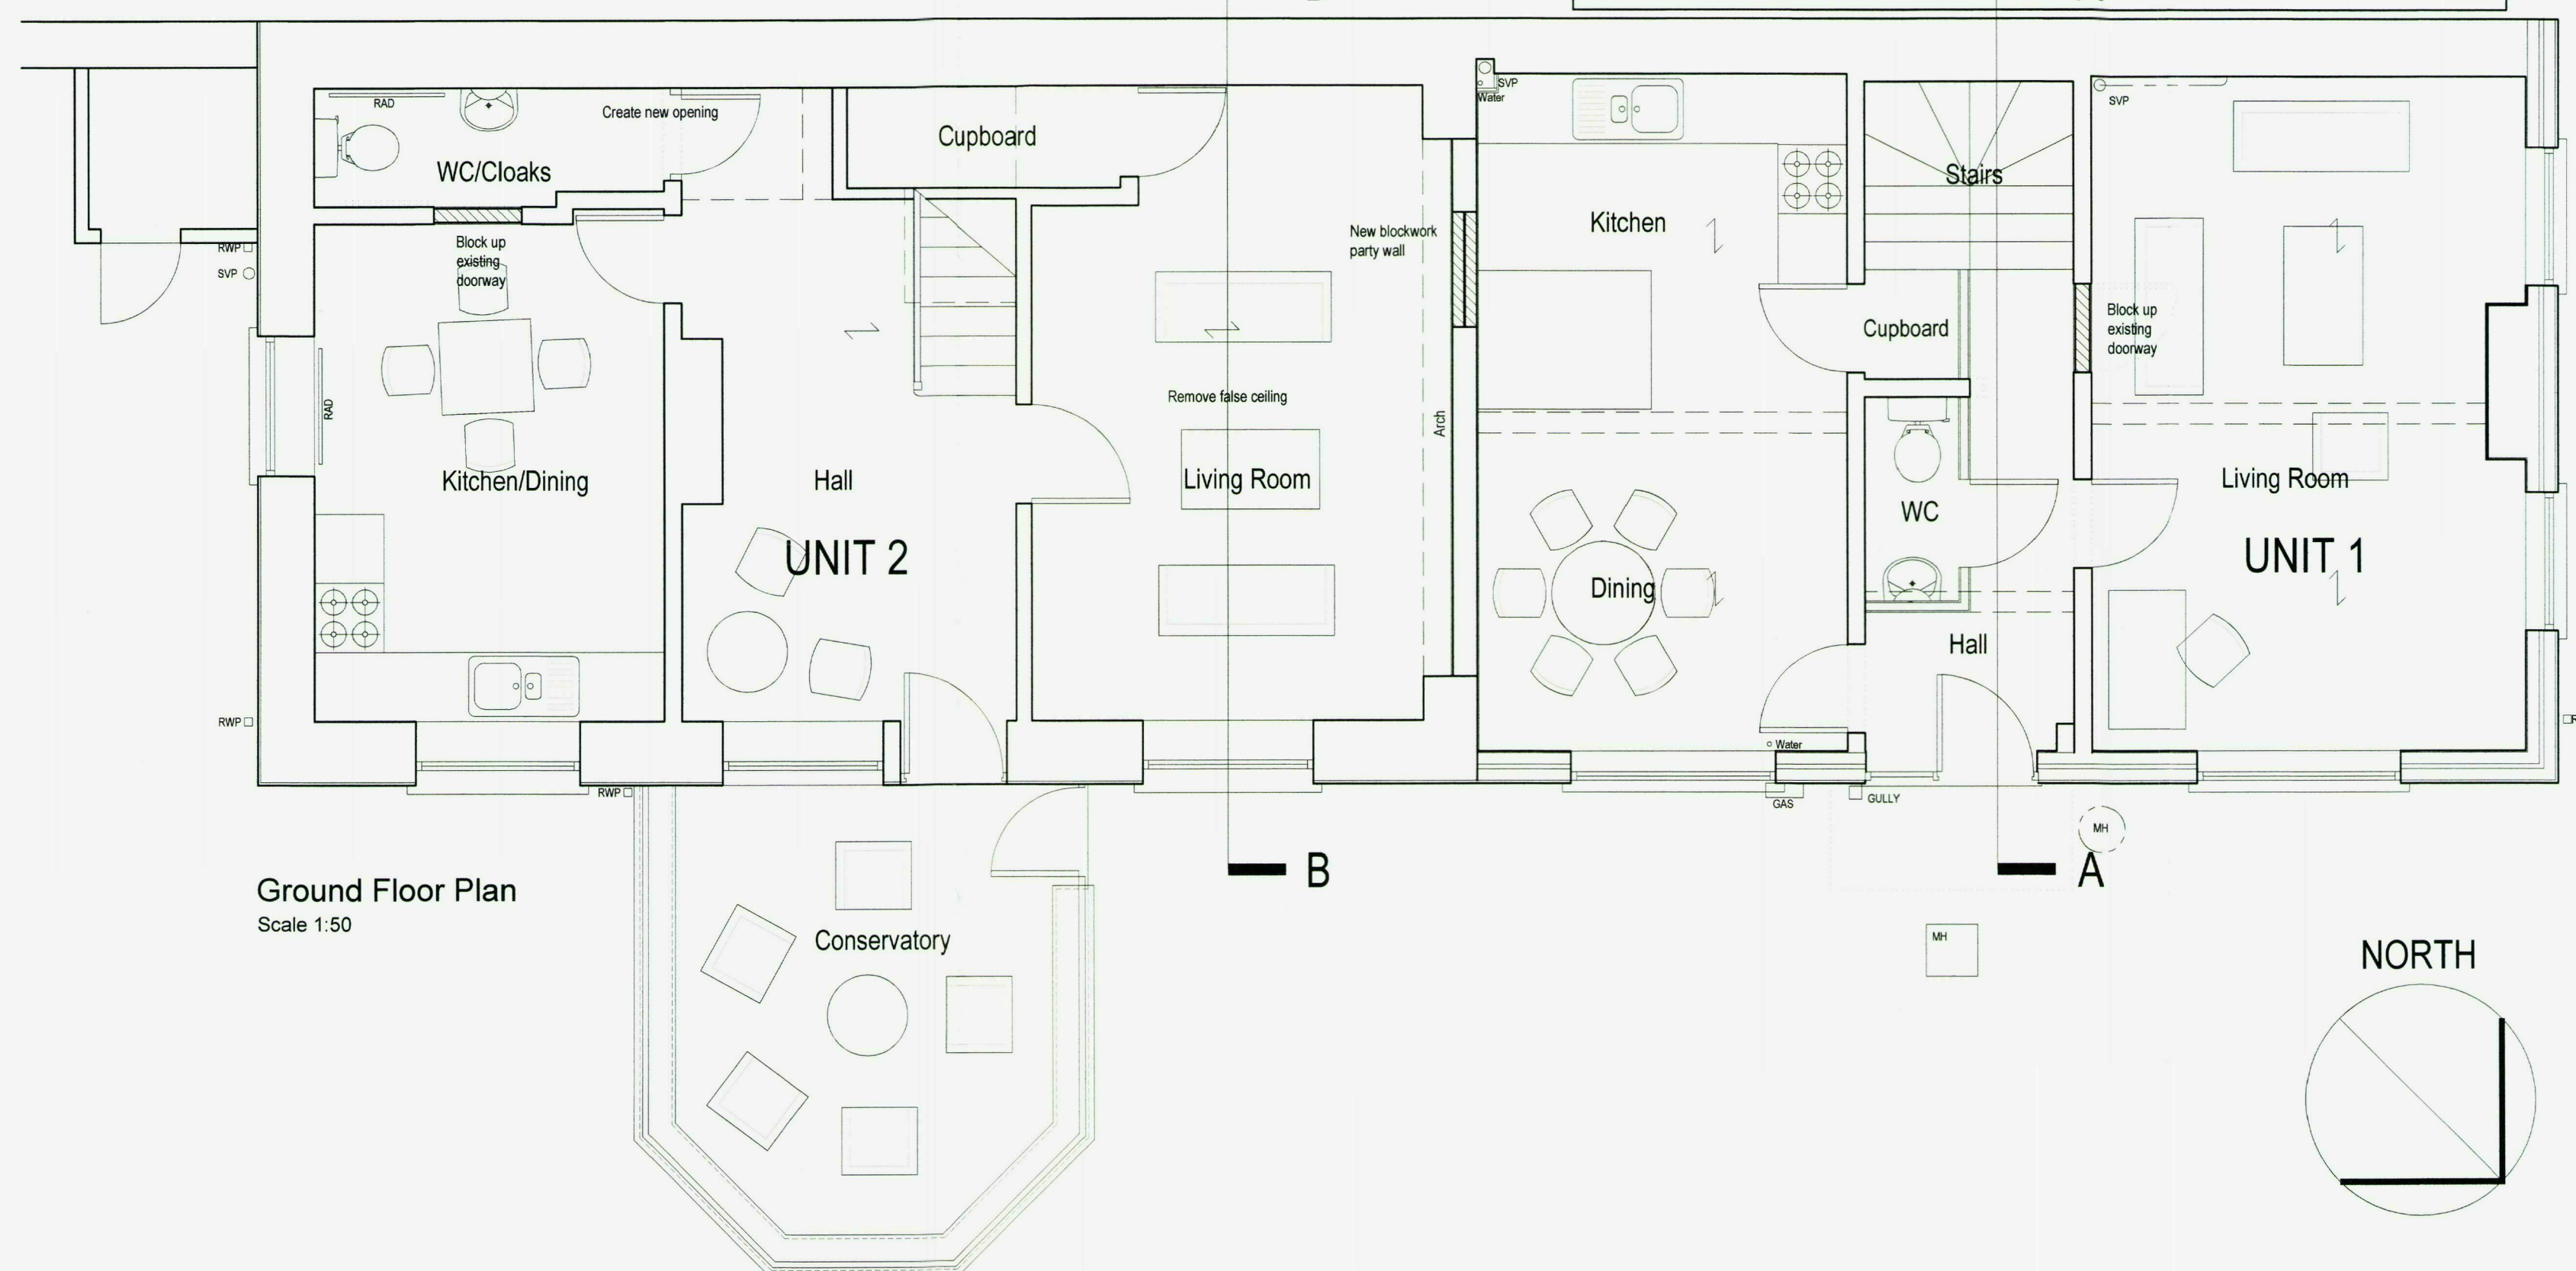 RAD
WC/Cloaks
Create new opening
Cupboard
SVP
Water
SVP
Stairs
Kitchen
New blockwork
party wall
RWP
SVP
Block up
existing
doorway
Block up
existing
doorway
Cupboard
RAD
Remove false ceiling
Arch
Kitchen/Dining
Hall
Living Room
Living Room
WC
UNIT 2
UNIT 1
Dining
Hall
RWP
Water
RWP
GAS
GULLY
MH
B
A
Ground Floor Plan
Scale 1:50
Conservatory
MH
NORTH